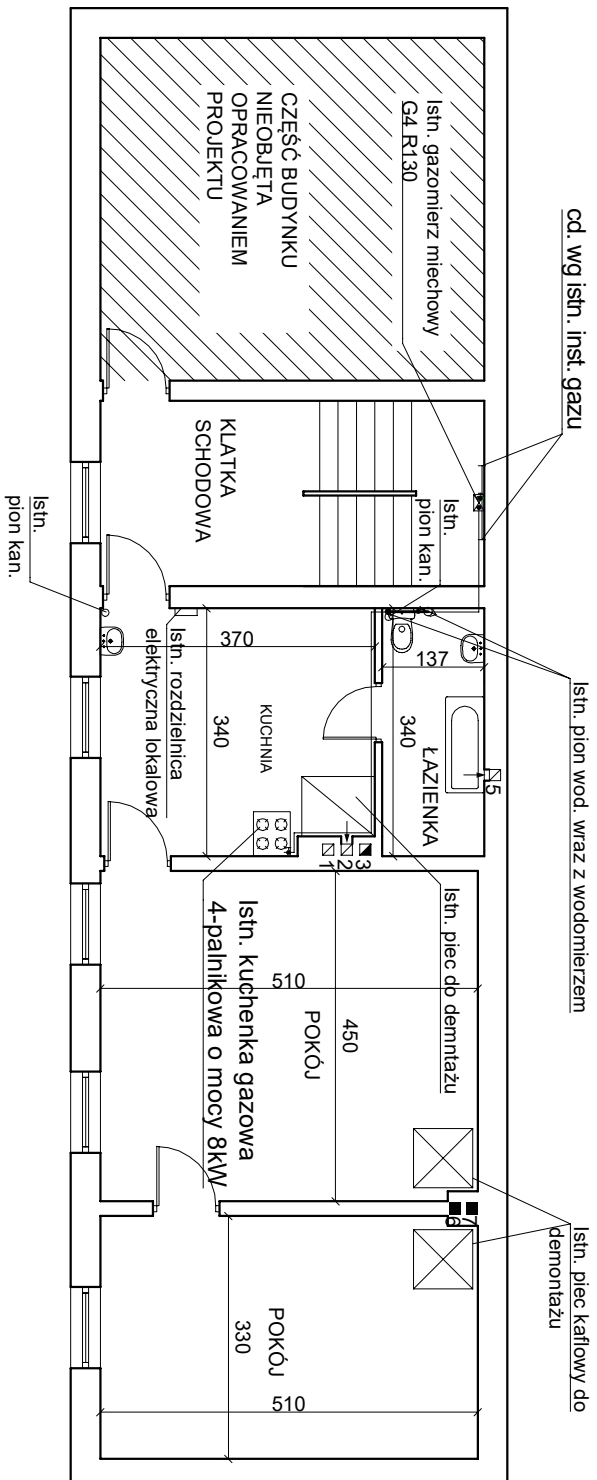 cd. wg istn. inst. gazu
Istn. pion wod. wraz z wodomierzem
Istn. piec kaflowy do
demontażu
Istn. gazomierz miechowy
G4 R130
CZĘŚĆ BUDYNKU
NIEOBJĘTA
OPRACOWANIEM
PROJEKTU
KLATKA
SCHODOWA
Istn.
pion kan.
Istn.
pion kan.
137
340
ŁAZIENKA
5
370
340
KUCHNIA
Istn. rozdzielnica
elektryczna lokalowa
3
2
1
Istn. piec do demntażu
Istn. kuchenka gazowa
4-palnikowa o mocy 8kW
510
450
POKÓJ
7
6
POKÓJ
330
510